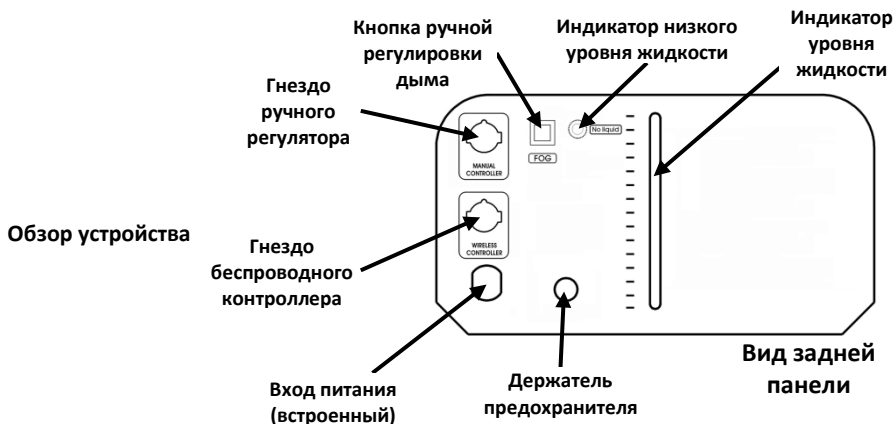 Кнопка ручной
регулировки
дыма
Индикатор низкого
уровня жидкости
Индикатор
уровня
жидкости
Гнездо
ручного
регулятора
No liquid
FOG
MANUAL
CONTROLLER
Обзор устройства
Гнездо
беспроводного
контроллера
WIRELESS
CONTROLLER
Вход питания
(встроенный)
Держатель
предохранителя
Вид задней
панели